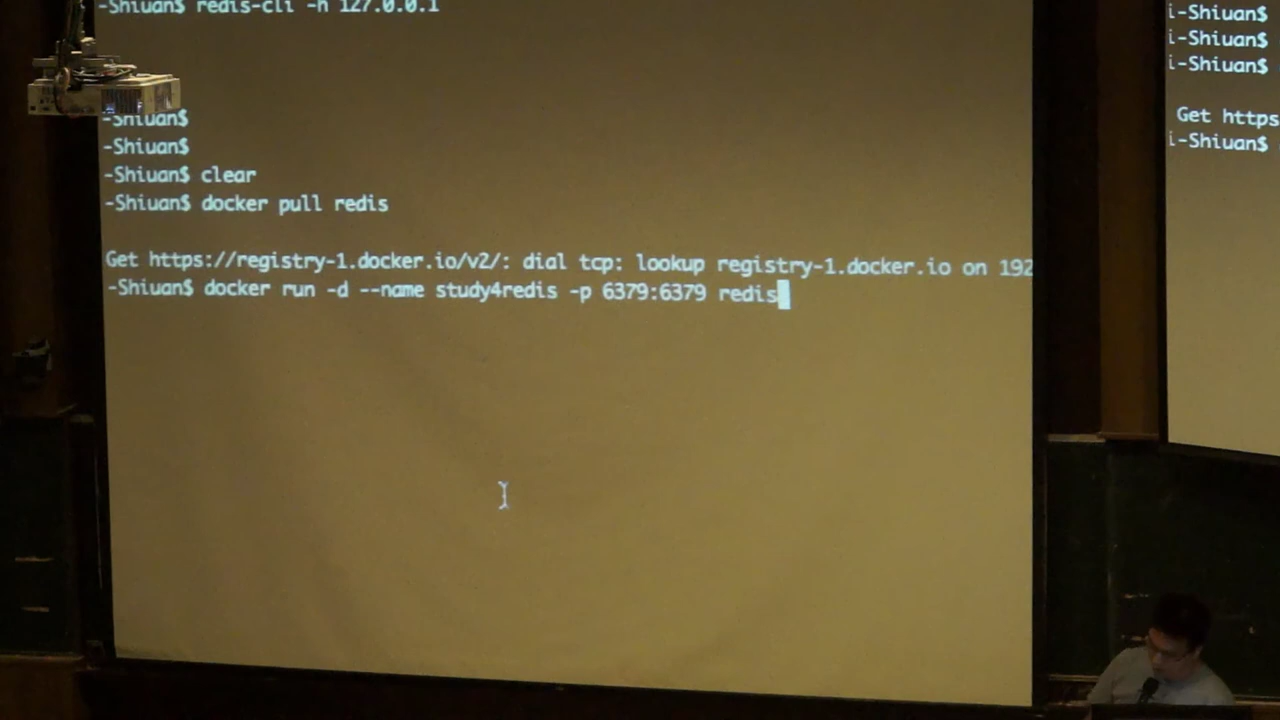 -Shiuan$ redis-cli -h 127.0.0.1
-Shiuan$
-Shiuan$
-Shiuan$ clear
-Shiuan$ docker pull redis
Get https://registry-1.docker.io/v2/: dial tcp: lookup registry-1.docker.io on 192
-Shiuan$ docker run -d --name study4redis -p 6379:6379 redis
i-Shiuan$
i-Shiuan$
i-Shiuan$
Get https
i-Shiuan$